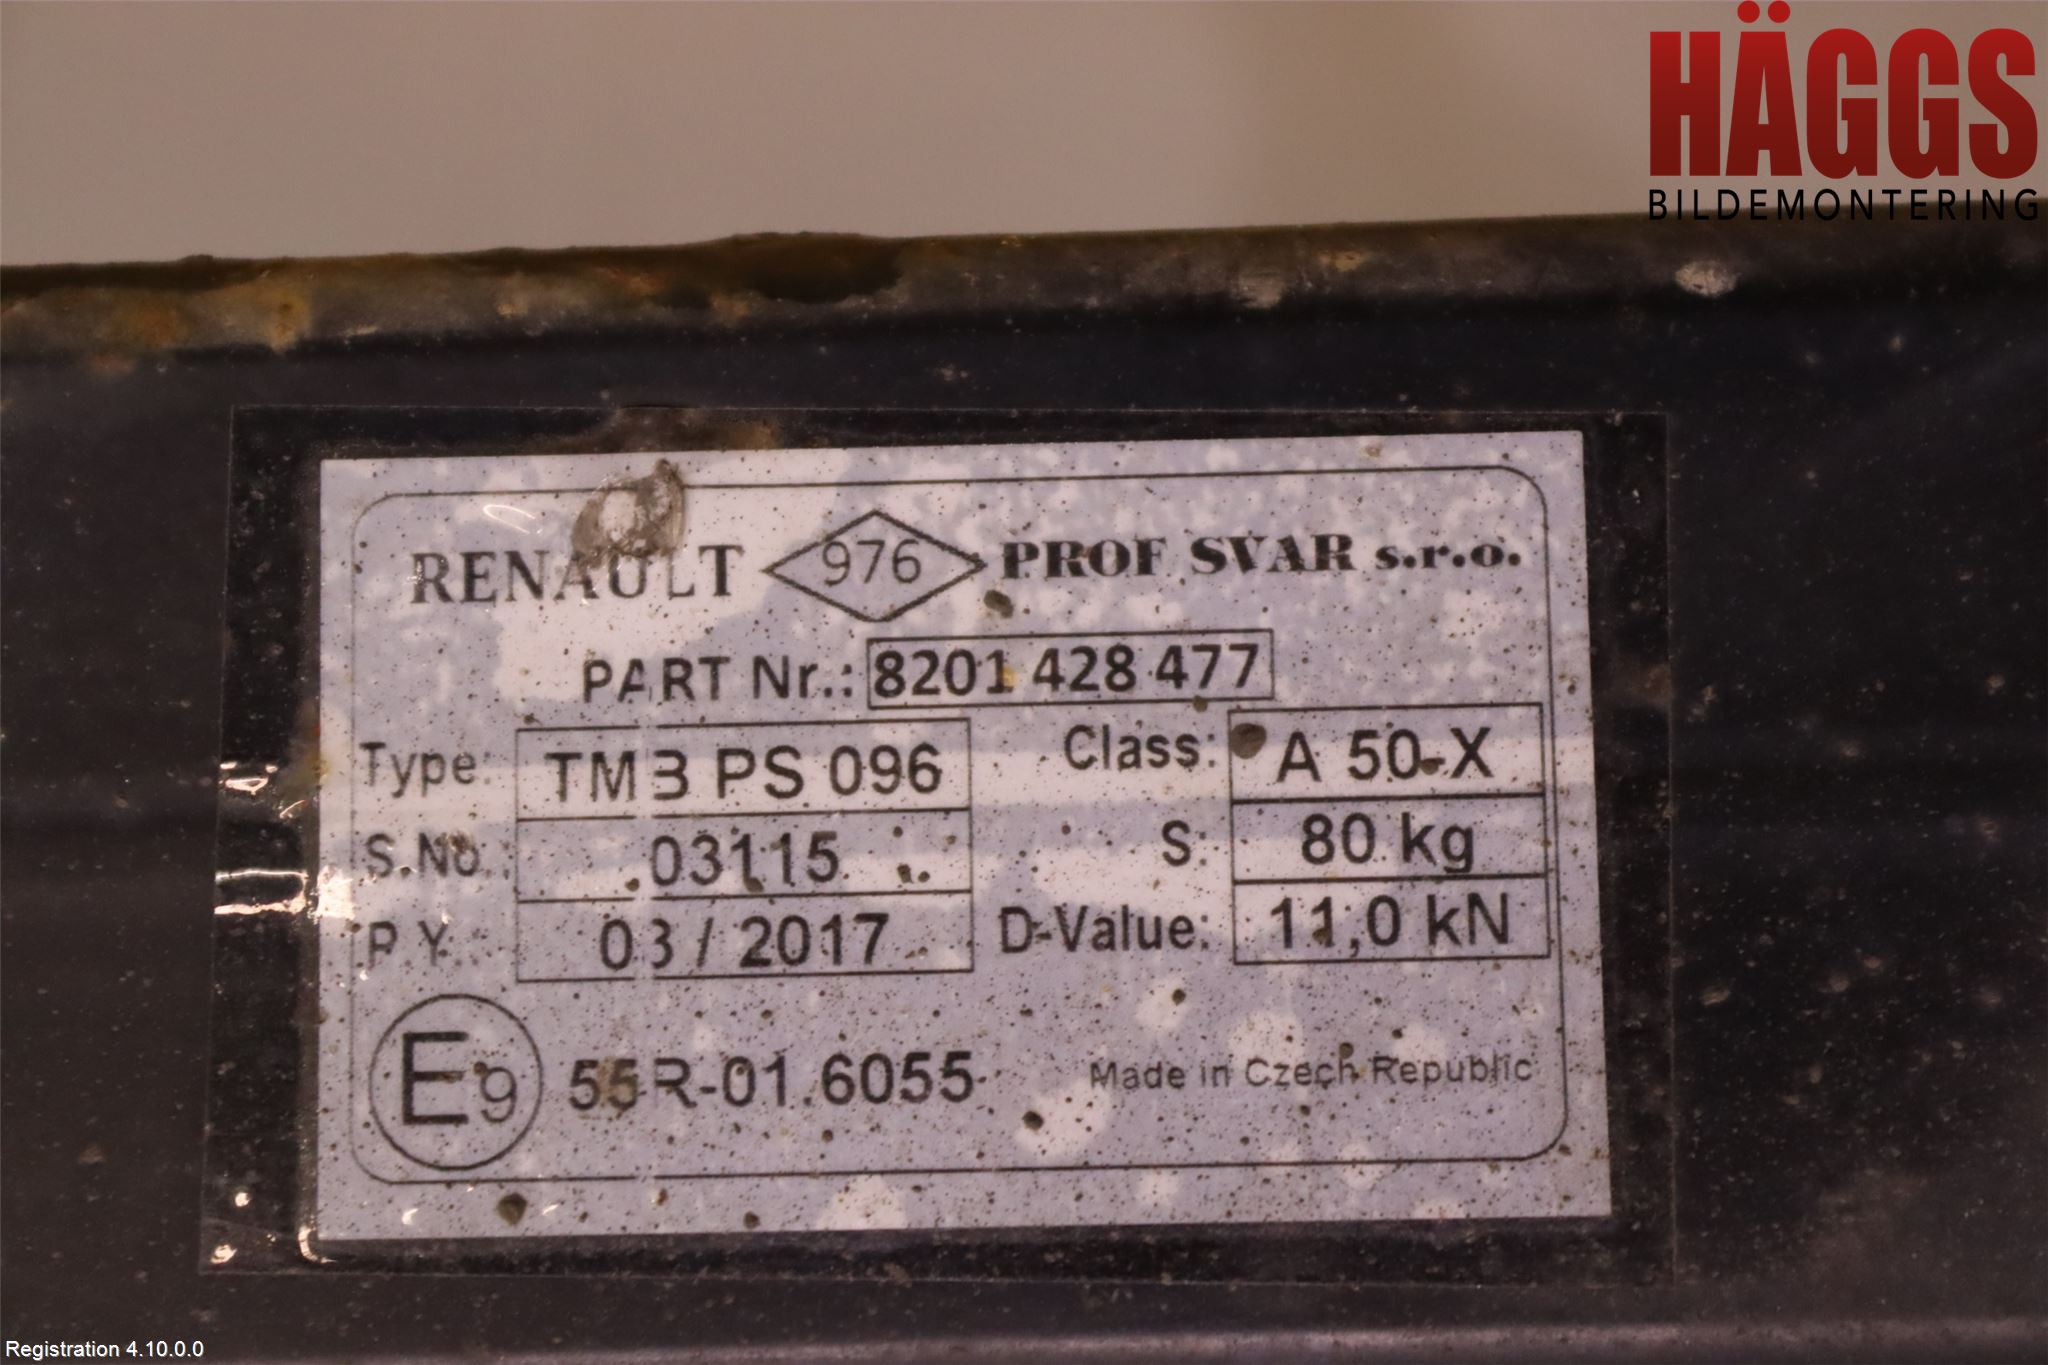 HÄGGS
BILDEMONTERING
RENAULT 976 PROF SVAR s.r.o.
PART Nr.: 8201 428 477
Type: TMB PS 096 Class: A 50-X
S.No.: 03115 S: 80 kg
P.Y.: 03 / 2017 D-Value: 11,0 kN
E9 55R-01.6055 Made in Czech Republic
Registration 4.10.0.0